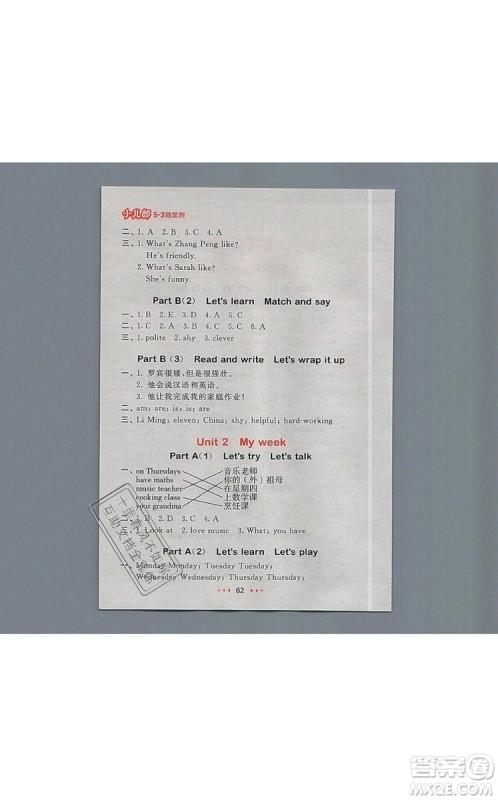 小儿郎 5·3随堂测
二、1. A 2. B 3. C 4. A
三、1. What's Zhang Peng like?
He's friendly.
2. What is Sarah like?
She's funny.
Part B(2) Let's learn Match and say
一、1. B 2. E 3. D 4. A 5. C
二、1. C 2. A 3. B 4. A 5. C
三、1. polite 2. shy 3. clever
Part B(3) Read and write Let's wrap it up
一、1. 罗宾很矮，但是很强壮。
2. 他会说汉语和英语。
3. 他让我完成我的家庭作业！
二、am; are; is; is; are
三、Li Ming; eleven; China; shy; helpful; hard-working
Unit 2 My week
Part A(1) Let's try Let's talk
一、on Thursdays 音乐老师
have maths 你的（外）祖母
music teacher 在星期四
cooking class 上数学课
your grandma 烹饪课
1. B 2. D 3. C 4. A
1. Look at 2. love music 3. What; you have
Part A(2) Let's learn Let's play
一、Monday Monday; Tuesday Tuesday;
Wednesday Wednesday; Thursday Thursday;
62
答案圈
MXQE.COM